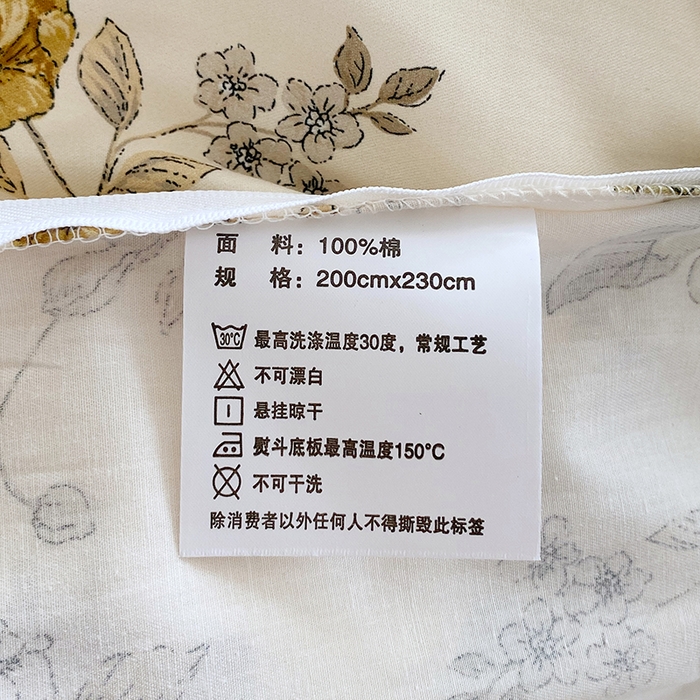 面 料：100%棉
规 格：200cmx230cm
30°C 最高洗涤温度30度，常规工艺
不可漂白
悬挂晾干
熨斗底板最高温度150°C
不可干洗
除消费者以外任何人不得撕毁此标签